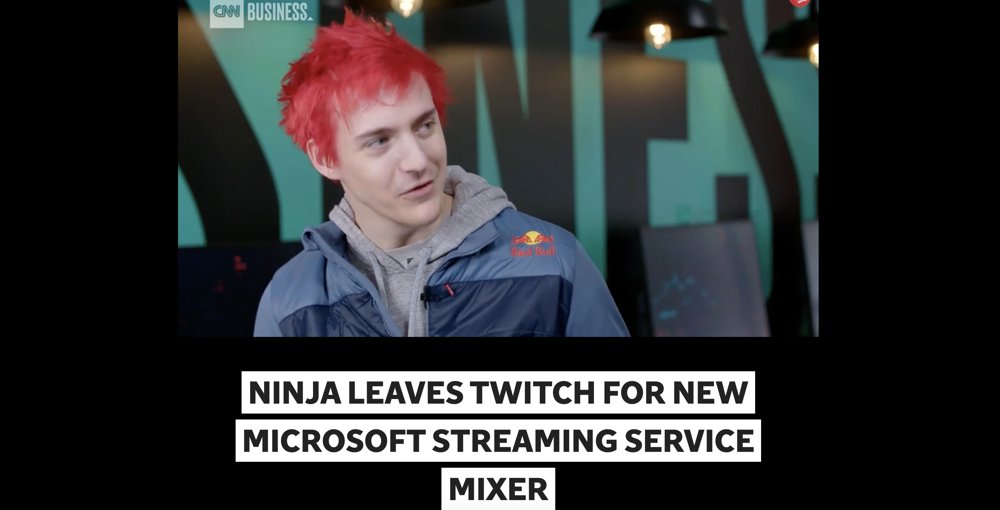 CNN BUSINESS
Red Bull
NINJA LEAVES TWITCH FOR NEW
MICROSOFT STREAMING SERVICE
MIXER